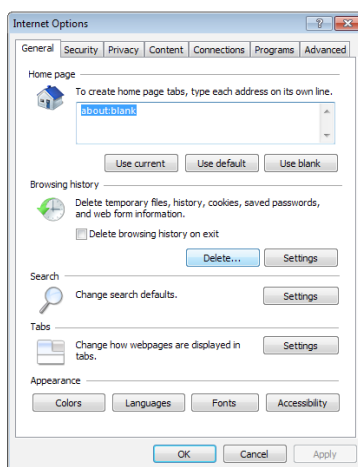 Internet Options
General Security Privacy Content Connections Programs Advanced
Home page
To create home page tabs, type each address on its own line.
about:blank
Use current Use default Use blank
Browsing history
Delete temporary files, history, cookies, saved passwords,
and web form information.
Delete browsing history on exit
Delete... Settings
Search
Change search defaults. Settings
Tabs
Change how webpages are displayed in
tabs. Settings
Appearance
Colors Languages Fonts Accessibility
OK Cancel Apply